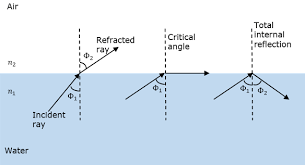 Air
Refracted
ray
Φ₂
n₂
n₁
Φ₁
Incident
ray
Water
Critical
angle
Φ₁
Total
internal
reflection
Φ₁ Φ₂